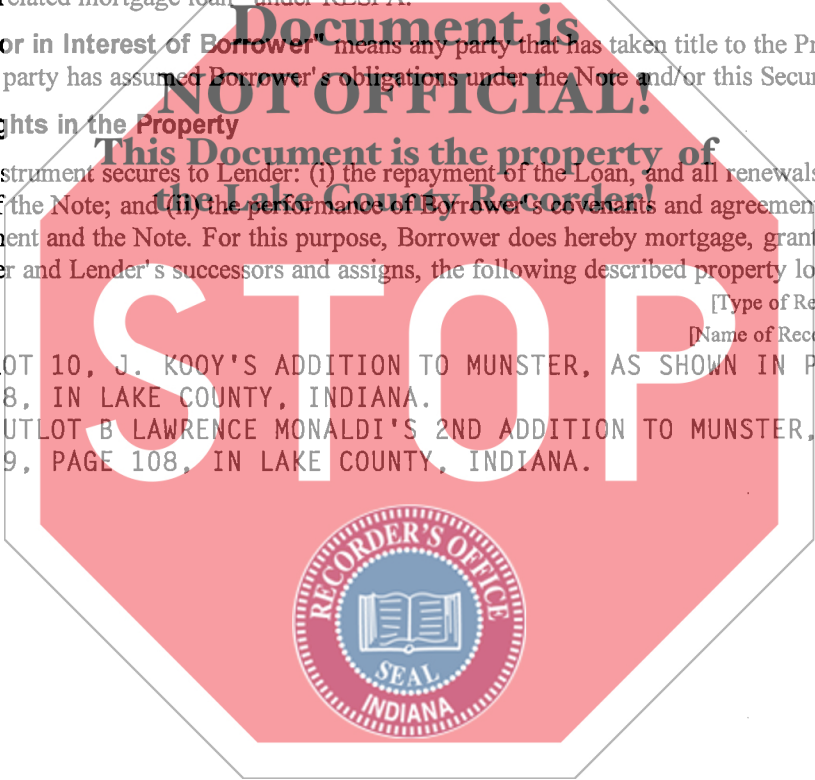 related mortgage loan" under RESPA.
Document is
or in Interest of Borrower" means any party that has taken title to the Pr
party has assumed Borrower's obligations under the Note and/or this Secur
NOT OFFICIAL!
ghts in the Property
This Document is the property of
strument secures to Lender: (i) the repayment of the Loan, and all renewals
f the Note; and (ii) the performance of Borrower's covenants and agreemen
the Lake County Recorder!
ent and the Note. For this purpose, Borrower does hereby mortgage, grant
er and Lender's successors and assigns, the following described property lo
[Type of Re
[Name of Reco
OT 10, J. KOOY'S ADDITION TO MUNSTER, AS SHOWN IN P
8, IN LAKE COUNTY, INDIANA.
STOP
UTLOT B LAWRENCE MONALDI'S 2ND ADDITION TO MUNSTER,
9, PAGE 108, IN LAKE COUNTY, INDIANA.
RECORDER'S OFFICE
SEAL
INDIANA